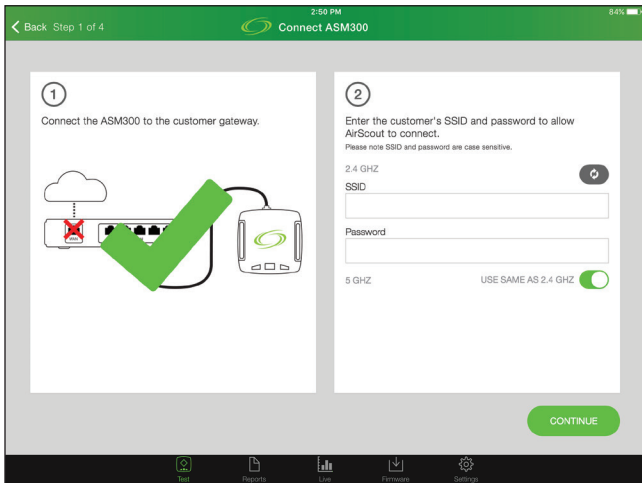 2:50 PM
84%
Back Step 1 of 4
Connect ASM300
1
Connect the ASM300 to the customer gateway.
WAN
2
Enter the customer's SSID and password to allow
AirScout to connect.
Please note SSID and password are case sensitive.
2.4 GHZ
SSID
Password
5 GHZ
USE SAME AS 2.4 GHZ
CONTINUE
Test
Reports
Live
Firmware
Settings